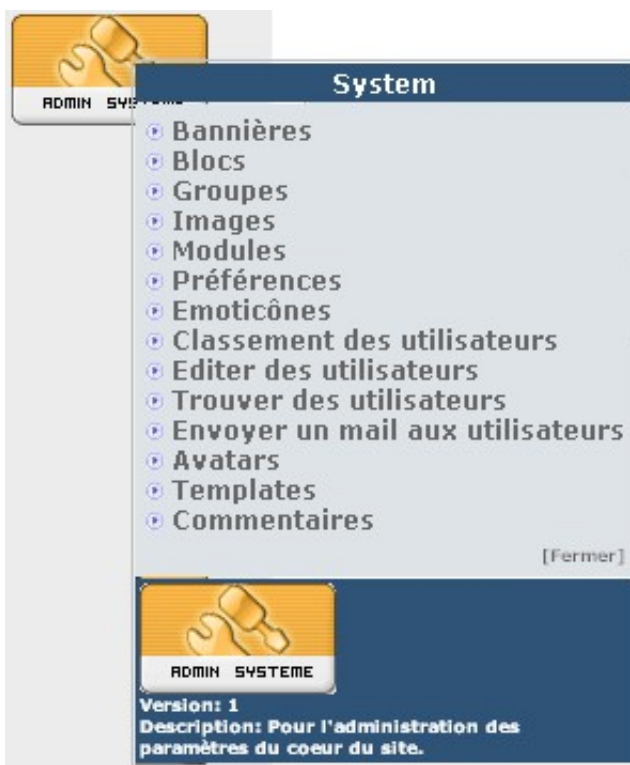 ADMIN SYSTEME
System
Bannières
Blocs
Groupes
Images
Modules
Préférences
Emoticônes
Classement des utilisateurs
Editer des utilisateurs
Trouver des utilisateurs
Envoyer un mail aux utilisateurs
Avatars
Templates
Commentaires
[Fermer]
ADMIN SYSTEME
Version: 1
Description: Pour l'administration des
paramètres du coeur du site.